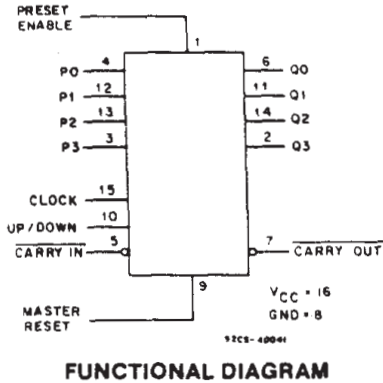 PRESET
ENABLE
1
P0 4 6 Q0
P1 12 11 Q1
P2 13 14 Q2
P3 3 2 Q3
CLOCK 15
UP/DOWN 10
CARRY IN 5 7 CARRY OUT
9
MASTER
RESET
VCC = 16
GND = 8
92CS-40041
FUNCTIONAL DIAGRAM